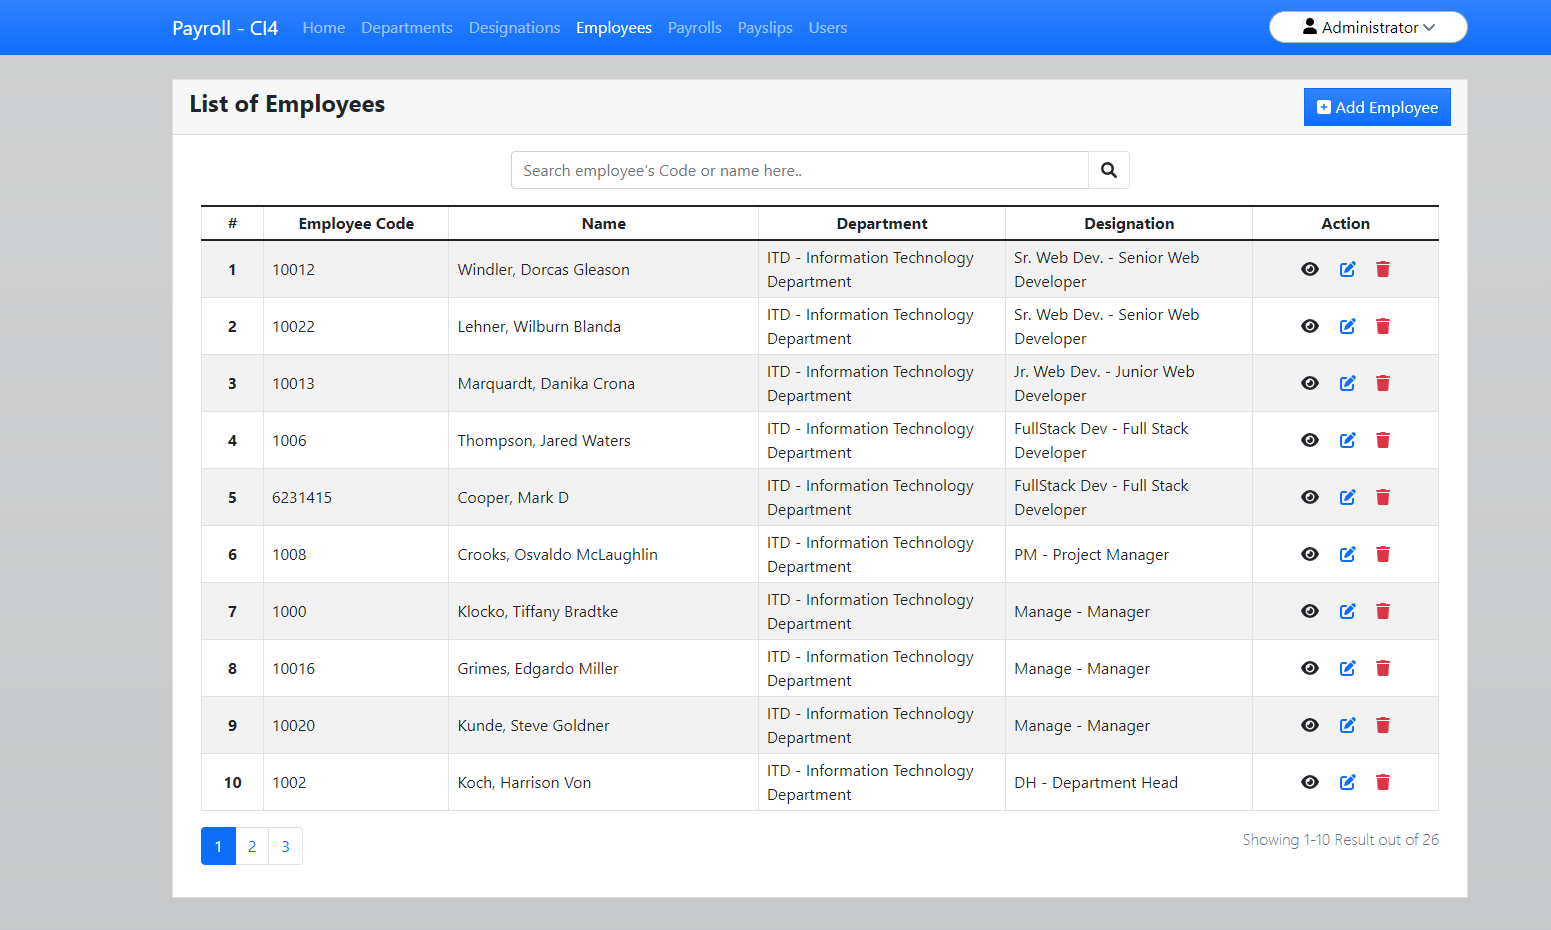 Payroll - CI4 Home Departments Designations Employees Payrolls Payslips Users Administrator
List of Employees
Add Employee
Search employee's Code or name here..
# Employee Code Name Department Designation Action
1 10012 Windler, Dorcas Gleason ITD - Information Technology Department Sr. Web Dev. - Senior Web Developer
2 10022 Lehner, Wilburn Blanda ITD - Information Technology Department Sr. Web Dev. - Senior Web Developer
3 10013 Marquardt, Danika Crona ITD - Information Technology Department Jr. Web Dev. - Junior Web Developer
4 1006 Thompson, Jared Waters ITD - Information Technology Department FullStack Dev - Full Stack Developer
5 6231415 Cooper, Mark D ITD - Information Technology Department FullStack Dev - Full Stack Developer
6 1008 Crooks, Osvaldo McLaughlin ITD - Information Technology Department PM - Project Manager
7 1000 Klocko, Tiffany Bradtke ITD - Information Technology Department Manage - Manager
8 10016 Grimes, Edgardo Miller ITD - Information Technology Department Manage - Manager
9 10020 Kunde, Steve Goldner ITD - Information Technology Department Manage - Manager
10 1002 Koch, Harrison Von ITD - Information Technology Department DH - Department Head
1 2 3
Showing 1-10 Result out of 26